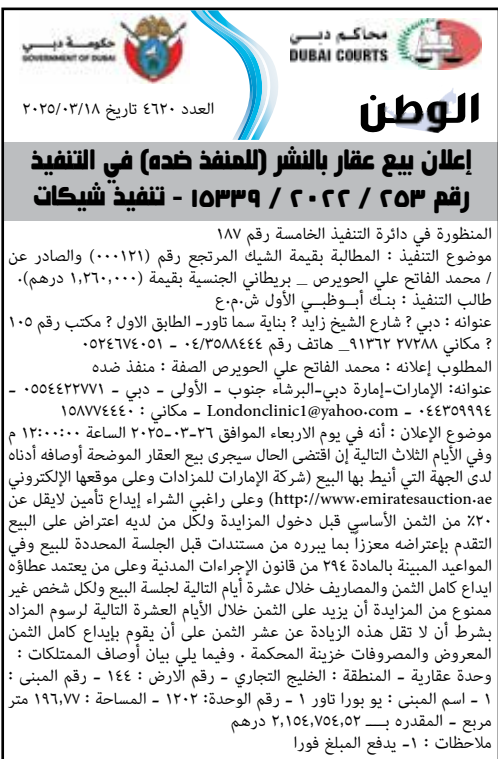 محاكم دبي
DUBAI COURTS
حكومة دبي
GOVERNMENT OF DUBAI
الوطن
العدد ٤٦٢٠ تاريخ ٢٠٢٥/٠٣/١٨
إعلان بيع عقار بالنشر (للمنفذ ضده) في التنفيذ
رقم ٢٥٣ / ٢٠٢٢ / ١٥٣٣٩ - تنفيذ شيكات
المنظورة في دائرة التنفيذ الخامسة رقم ١٨٧
موضوع التنفيذ : المطالبة بقيمة الشيك المرتجع رقم (٠٠٠١٢١) والصادر عن
/ محمد الفاتح علي الحويرص _ بريطاني الجنسية بقيمة (١,٢٦٠,٠٠٠ درهم).
طالب التنفيذ : بنك أبـوظبـي الأول ش.م.ع
عنوانه : دبي ? شارع الشيخ زايد ? بناية سما تاور- الطابق الاول ? مكتب رقم ١٠٥
? مكاني ٢٧٢٨٨ ٩١٣٦٢_ هاتف رقم ٠٤/٣٥٨٨٤٤٤ - ٠٥٢٤٦٧٤٠٥١
المطلوب إعلانه : محمد الفاتح علي الحويرص الصفة : منفذ ضده
عنوانه: الإمارات-إمارة دبي-البرشاء جنوب - الأولى - دبي - ٠٥٥٤٤٢٢٧٧١ -
٠٤٤٣٥٩٩٩٤ - Londonclinic1@yahoo.com - مكاني : ١٥٨٧٧٤٤٤٠
موضوع الإعلان : أنه في يوم الاربعاء الموافق ٢٦-٠٣-٢٠٢٥ الساعة ١٢:٠٠:٠٠ م
وفي الأيام الثلاث التالية إن اقتضى الحال سيجرى بيع العقار الموضحة أوصافه أدناه
لدى الجهة التي أنيط بها البيع (شركة الإمارات للمزادات وعلى موقعها الإلكتروني
http://www.emiratesauction.ae) وعلى راغبي الشراء إيداع تأمين لايقل عن
٢٠٪ من الثمن الأساسي قبل دخول المزايدة ولكل من لديه اعتراض على البيع
التقدم بإعتراضه معززاً بما يبرره من مستندات قبل الجلسة المحددة للبيع وفي
المواعيد المبينة بالمادة ٢٩٤ من قانون الإجراءات المدنية وعلى من يعتمد عطاؤه
ايداع كامل الثمن والمصاريف خلال عشرة أيام التالية لجلسة البيع ولكل شخص غير
ممنوع من المزايدة أن يزيد على الثمن خلال الأيام العشرة التالية لرسوم المزاد
بشرط أن لا تقل هذه الزيادة عن عشر الثمن على أن يقوم بإيداع كامل الثمن
المعروض والمصروفات خزينة المحكمة . وفيما يلي بيان أوصاف الممتلكات :
وحدة عقارية - المنطقة : الخليج التجاري - رقم الارض : ١٤٤ - رقم المبنى :
١ - اسم المبنى : يو بورا تاور ١ - رقم الوحدة: ١٢٠٢ - المساحة : ١٩٦,٧٧ متر
مربع - المقدره بـــ ٢,١٥٤,٧٥٤,٥٢ درهم
ملاحظات : ١- يدفع المبلغ فورا